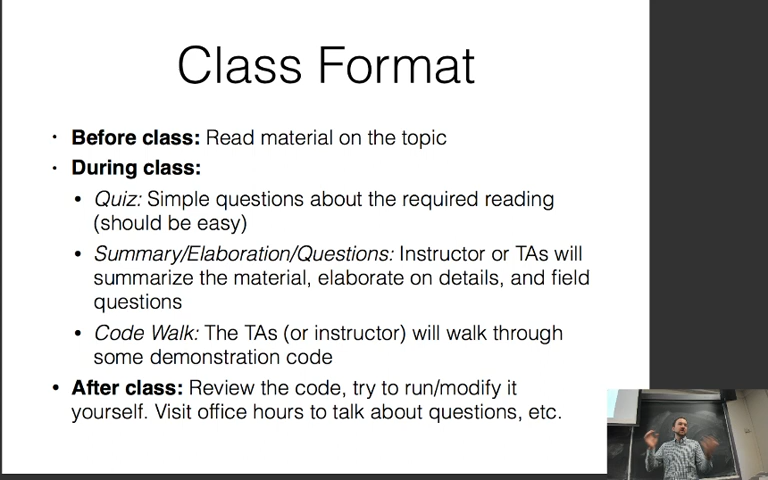 Class Format
· Before class: Read material on the topic
· During class:
• Quiz: Simple questions about the required reading
(should be easy)
• Summary/Elaboration/Questions: Instructor or TAs will
summarize the material, elaborate on details, and field
questions
• Code Walk: The TAs (or instructor) will walk through
some demonstration code
• After class: Review the code, try to run/modify it
yourself. Visit office hours to talk about questions, etc.